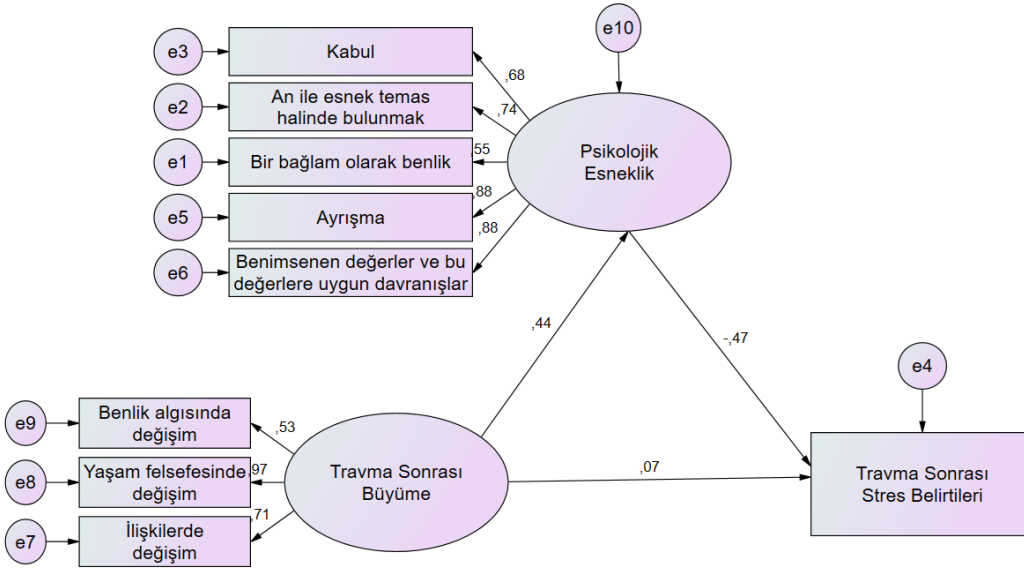 e10
e3
Kabul
,68
e2
An ile esnek temas
halinde bulunmak
,74
e1
Bir bağlam olarak benlik
,55
Psikolojik
Esneklik
e5
Ayrışma
,88
e6
Benimsenen değerler ve bu
değerlere uygun davranışlar
,88
,44
-,47
e4
e9
Benlik algısında
değişim
,53
e8
Yaşam felsefesinde
değişim
,97
Travma Sonrası
Büyüme
,07
Travma Sonrası
Stres Belirtileri
e7
İlişkilerde
değişim
,71